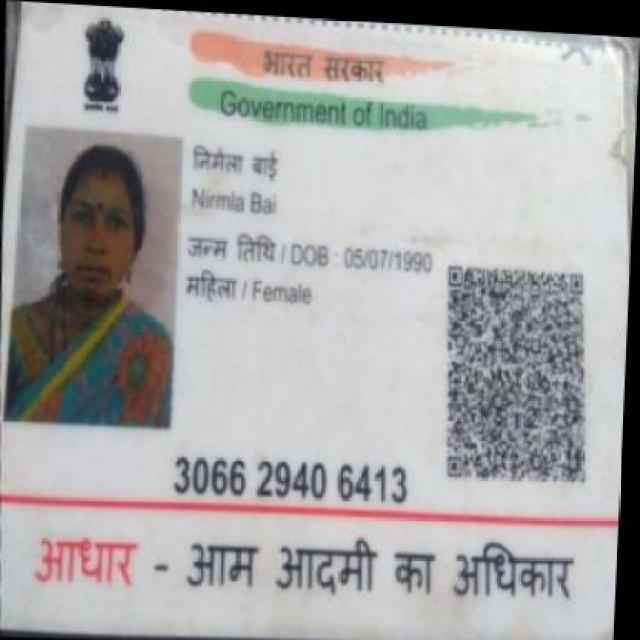 भारत सरकार
Government of India
निर्मला बाई
Nirmla Bai
जन्म तिथि / DOB : 05/07/1990
महिला / Female
3066 2940 6413
आधार - आम आदमी का अधिकार